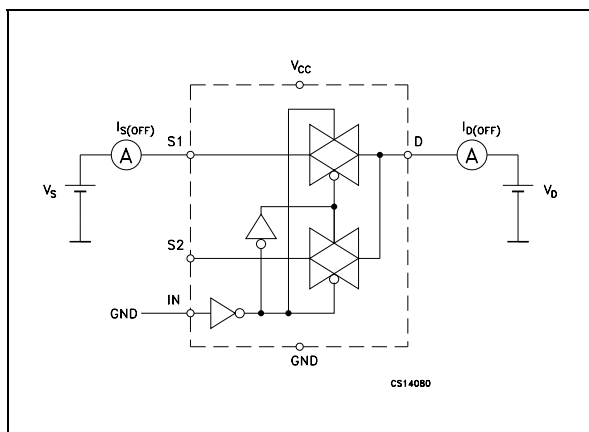 VCC
IS(OFF)
A
S1
D
ID(OFF)
A
VS
VD
S2
IN
GND
GND
CS14080